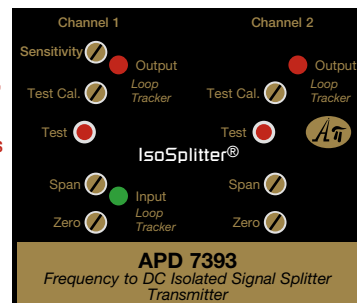 Channel 1 Channel 2
Sensitivity
Output Output
Test Cal. Loop Tracker Test Cal. Loop Tracker
Test Test
IsoSplitter®
Span Span
Input
Zero Loop Tracker Zero
APD 7393
Frequency to DC Isolated Signal Splitter
Transmitter